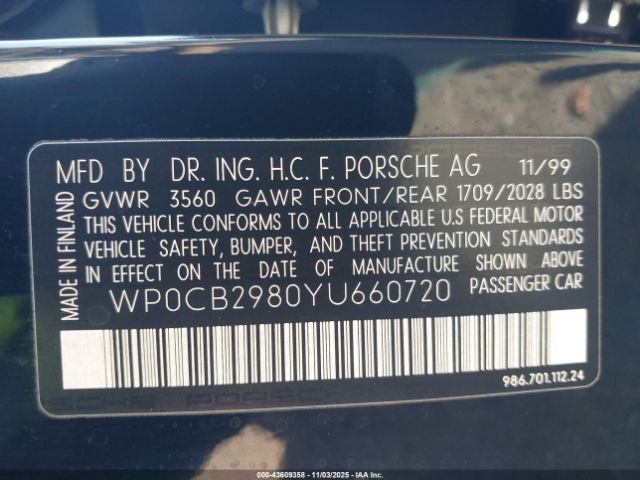 MFD BY DR. ING. H.C. F. PORSCHE AG 11/99
GVWR 3560 GAWR FRONT/REAR 1709/2028 LBS
THIS VEHICLE CONFORMS TO ALL APPLICABLE U.S FEDERAL MOTOR
VEHICLE SAFETY, BUMPER, AND THEFT PREVENTION STANDARDS
IN EFFECT ON THE DATE OF MANUFACTURE SHOWN ABOVE
WP0CB2980YU660720 PASSENGER CAR
MADE IN FINLAND
986.701.112.24
000-43609358 - 11/03/2025 - IAAI.COM